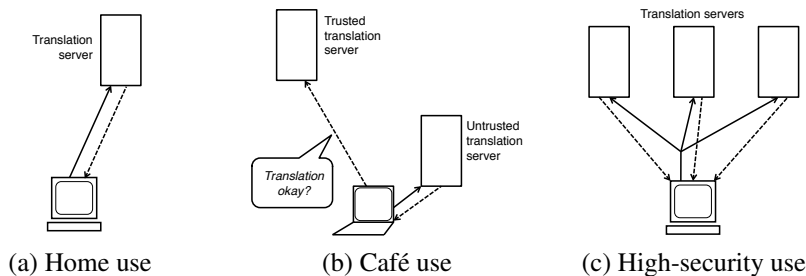 Translation
server
(a) Home use
Trusted
translation
server
Untrusted
translation
server
Translation
okay?
(b) Café use
Translation servers
(c) High-security use